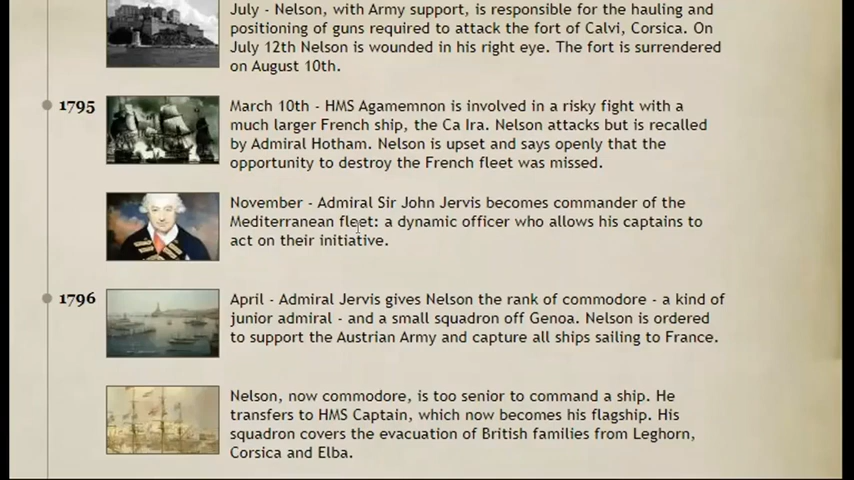 July - Nelson, with Army support, is responsible for the hauling and
positioning of guns required to attack the fort of Calvi, Corsica. On
July 12th Nelson is wounded in his right eye. The fort is surrendered
on August 10th.
1795
March 10th - HMS Agamemnon is involved in a risky fight with a
much larger French ship, the Ca Ira. Nelson attacks but is recalled
by Admiral Hotham. Nelson is upset and says openly that the
opportunity to destroy the French fleet was missed.
November - Admiral Sir John Jervis becomes commander of the
Mediterranean fleet: a dynamic officer who allows his captains to
act on their initiative.
1796
April - Admiral Jervis gives Nelson the rank of commodore - a kind of
junior admiral - and a small squadron off Genoa. Nelson is ordered
to support the Austrian Army and capture all ships sailing to France.
Nelson, now commodore, is too senior to command a ship. He
transfers to HMS Captain, which now becomes his flagship. His
squadron covers the evacuation of British families from Leghorn,
Corsica and Elba.